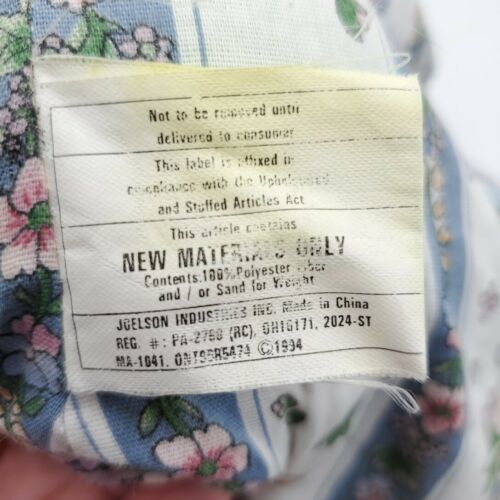 Not to be removed until
delivered to consumer
This label is affixed in
with the Upholstered
and Stuffed Articles Act
This article contains
NEW MATERIALS ONLY
Contents:100%Polyester Fiber
and / or Sand for Weight
JOELSON INDUSTRIES INC. Made in China
REG. #: PA-2760 (RC), OH10171, 2024-ST
MA-1041. ©1994